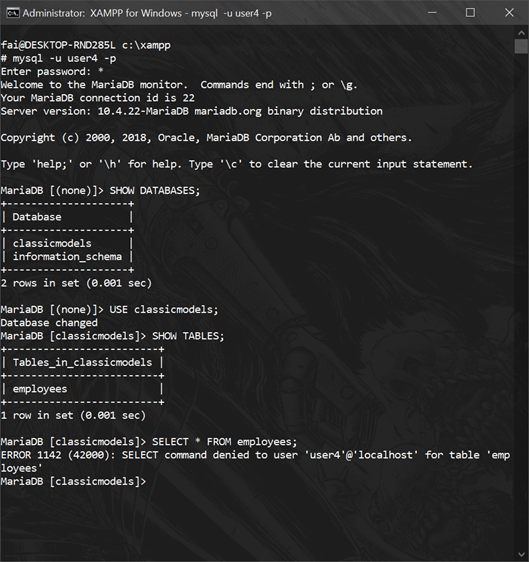 Administrator:  XAMPP for Windows - mysql  -u user4 -p
fai@DESKTOP-RND285L c:\xampp
# mysql -u user4 -p
Enter password: *
Welcome to the MariaDB monitor.  Commands end with ; or \g.
Your MariaDB connection id is 22
Server version: 10.4.22-MariaDB mariadb.org binary distribution
Copyright (c) 2000, 2018, Oracle, MariaDB Corporation Ab and others.
Type 'help;' or '\h' for help. Type '\c' to clear the current input statement.
MariaDB [(none)]> SHOW DATABASES;
+--------------------+
| Database           |
+--------------------+
| classicmodels      |
| information_schema |
+--------------------+
2 rows in set (0.001 sec)
MariaDB [(none)]> USE classicmodels;
Database changed
MariaDB [classicmodels]> SHOW TABLES;
+-------------------------+
| Tables_in_classicmodels |
+-------------------------+
| employees               |
+-------------------------+
1 row in set (0.001 sec)
MariaDB [classicmodels]> SELECT * FROM employees;
ERROR 1142 (42000): SELECT command denied to user 'user4'@'localhost' for table 'emp
loyees'
MariaDB [classicmodels]>